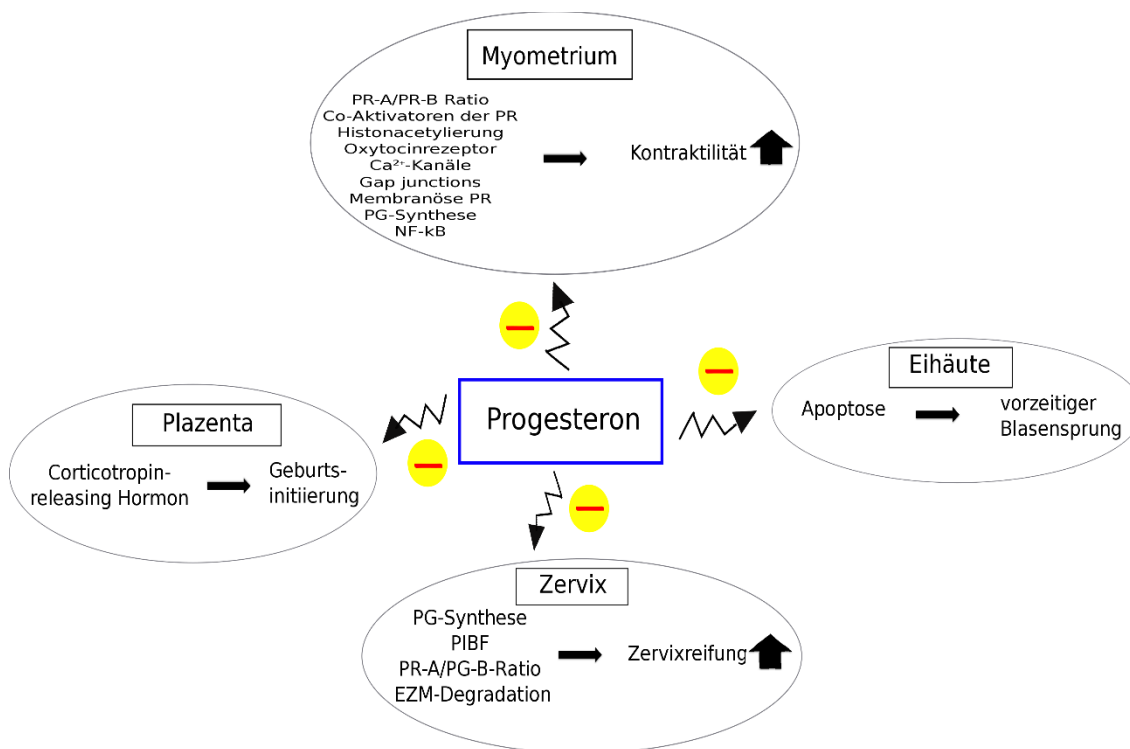 Myometrium
PR-A/PR-B Ratio
Co-Aktivatoren der PR
Histonacetylierung
Oxytocinrezeptor
Ca²⁺-Kanäle
Gap junctions
Membranöse PR
PG-Synthese
NF-kB
Kontraktilität
Progesteron
Eihäute
Apoptose
vorzeitiger
Blasensprung
Plazenta
Corticotropin-
releasing Hormon
Geburts-
initiierung
Zervix
PG-Synthese
PIBF
PR-A/PG-B-Ratio
EZM-Degradation
Zervixreifung